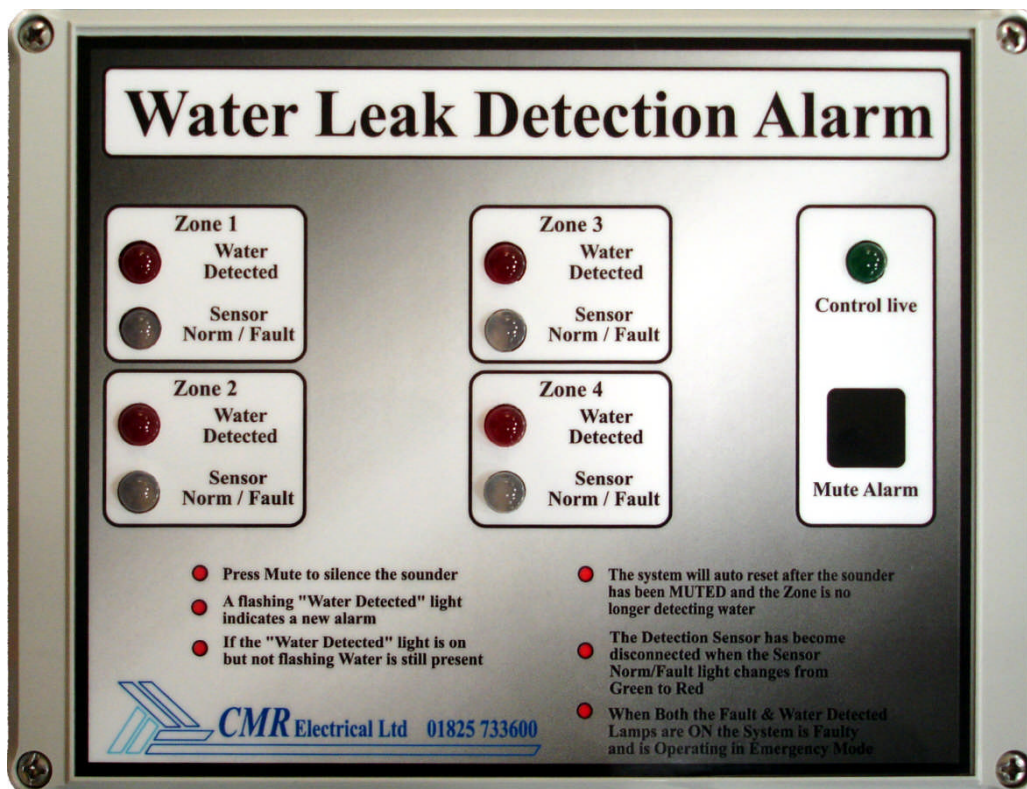 Water Leak Detection Alarm
Zone 1
Water
Detected
Sensor
Norm / Fault
Zone 2
Water
Detected
Sensor
Norm / Fault
Zone 3
Water
Detected
Sensor
Norm / Fault
Zone 4
Water
Detected
Sensor
Norm / Fault
Control live
Mute Alarm
Press Mute to silence the sounder
A flashing "Water Detected" light
indicates a new alarm
If the "Water Detected" light is on
but not flashing Water is still present
The system will auto reset after the sounder
has been MUTED and the Zone is no
longer detecting water
The Detection Sensor has become
disconnected when the Sensor
Norm/Fault light changes from
Green to Red
When Both the Fault & Water Detected
Lamps are ON the System is Faulty
and is Operating in Emergency Mode
CMR Electrical Ltd 01825 733600